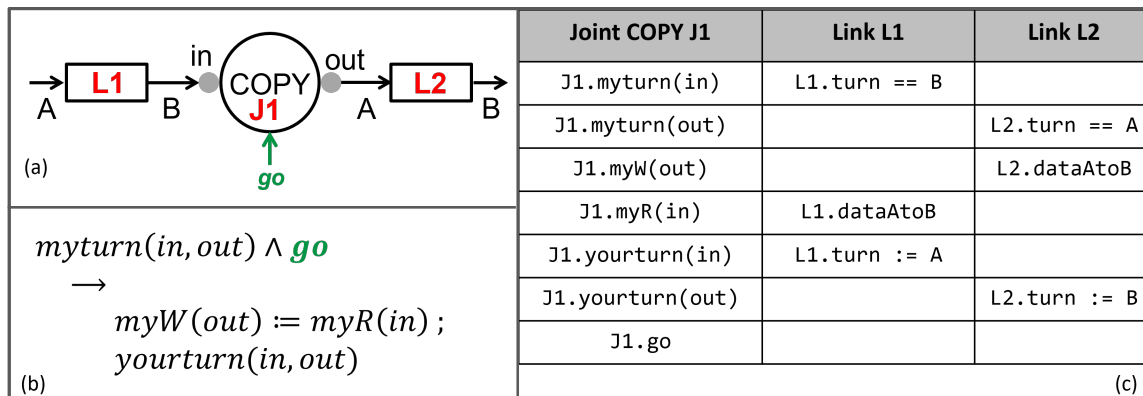 in out
L1 COPY L2
A B J1 A B
go
(a)
myturn(in, out) ∧ go
⟶
myW(out) ≔ myR(in) ;
yourturn(in, out)
(b)
Joint COPY J1 Link L1 Link L2
J1.myturn(in) L1.turn == B
J1.myturn(out) L2.turn == A
J1.myW(out) L2.dataAtoB
J1.myR(in) L1.dataAtoB
J1.yourturn(in) L1.turn := A
J1.yourturn(out) L2.turn := B
J1.go
(c)